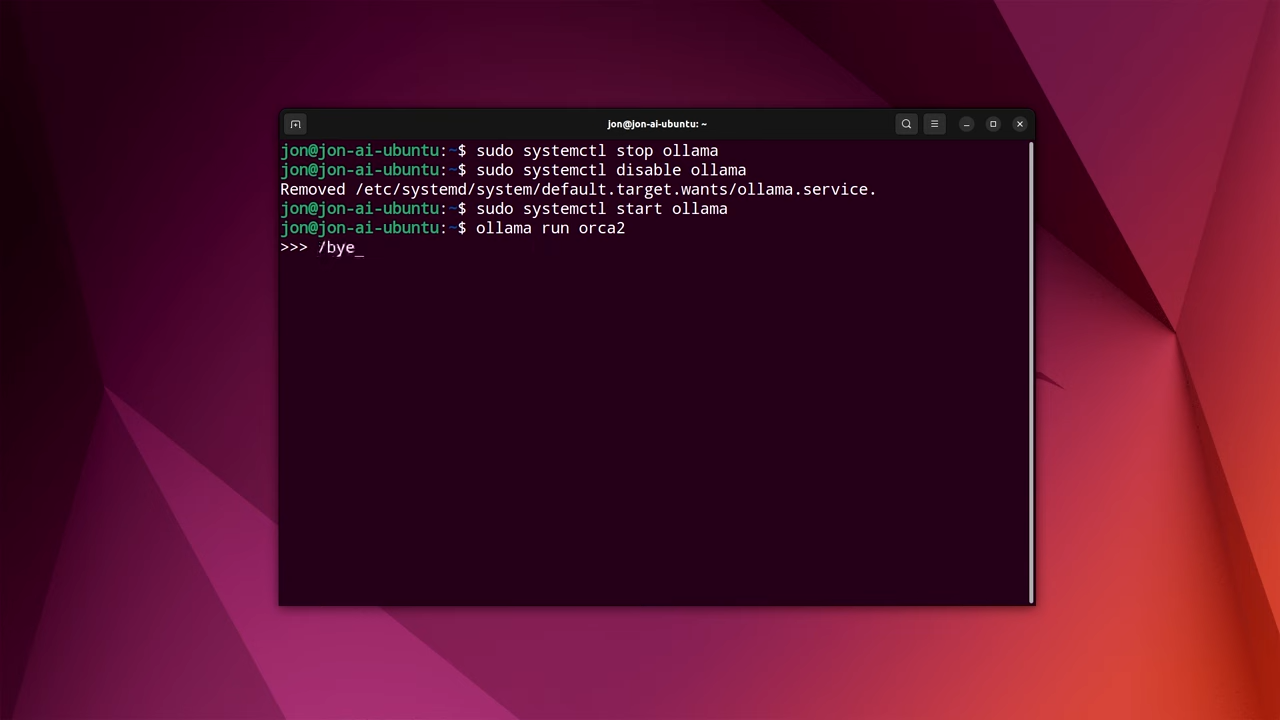 jon@jon-ai-ubuntu: ~
jon@jon-ai-ubuntu:~$ sudo systemctl stop ollama
jon@jon-ai-ubuntu:~$ sudo systemctl disable ollama
Removed /etc/systemd/system/default.target.wants/ollama.service.
jon@jon-ai-ubuntu:~$ sudo systemctl start ollama
jon@jon-ai-ubuntu:~$ ollama run orca2
>>> /bye_